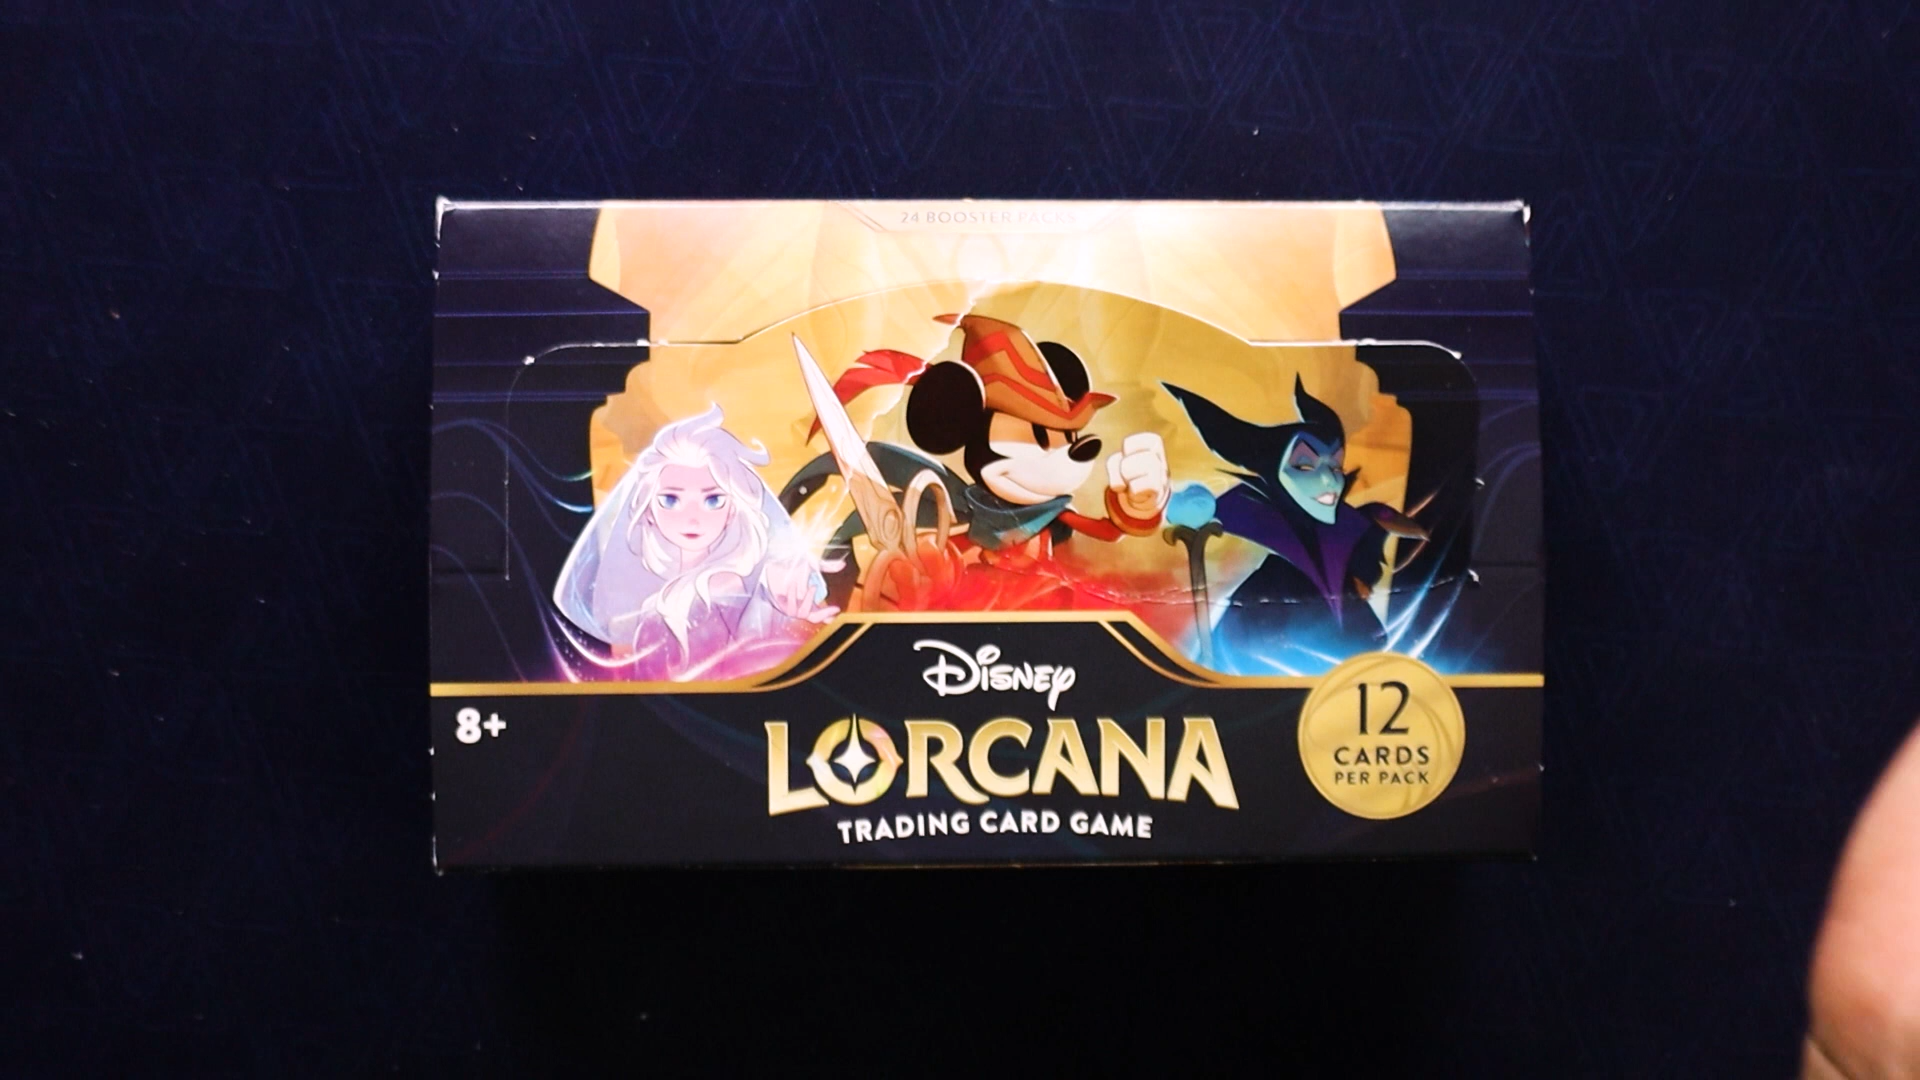 24 BOOSTER PACKS
Disney
LORCANA
TRADING CARD GAME
8+
12
CARDS
PER PACK